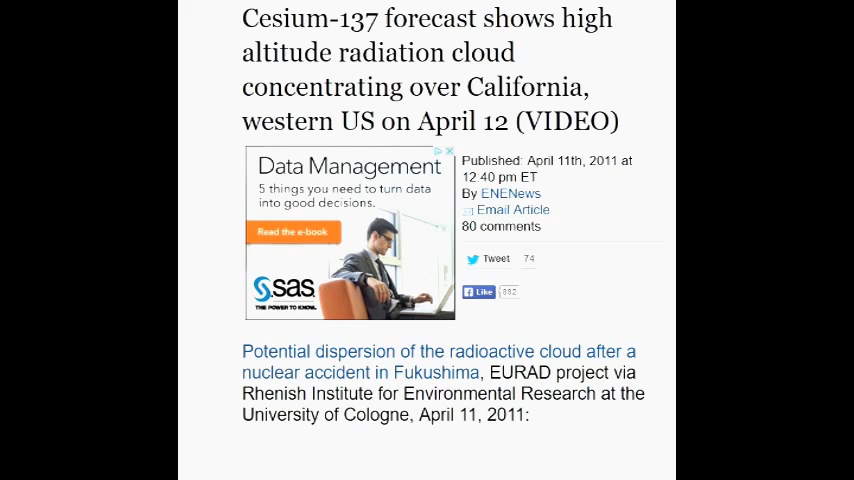 Cesium-137 forecast shows high
altitude radiation cloud
concentrating over California,
western US on April 12 (VIDEO)
Data Management
5 things you need to turn data
into good decisions.
Read the e-book
sas
THE POWER TO KNOW.
Published: April 11th, 2011 at
12:40 pm ET
By ENENews
Email Article
80 comments
Tweet 74
Like 882
Potential dispersion of the radioactive cloud after a
nuclear accident in Fukushima, EURAD project via
Rhenish Institute for Environmental Research at the
University of Cologne, April 11, 2011: